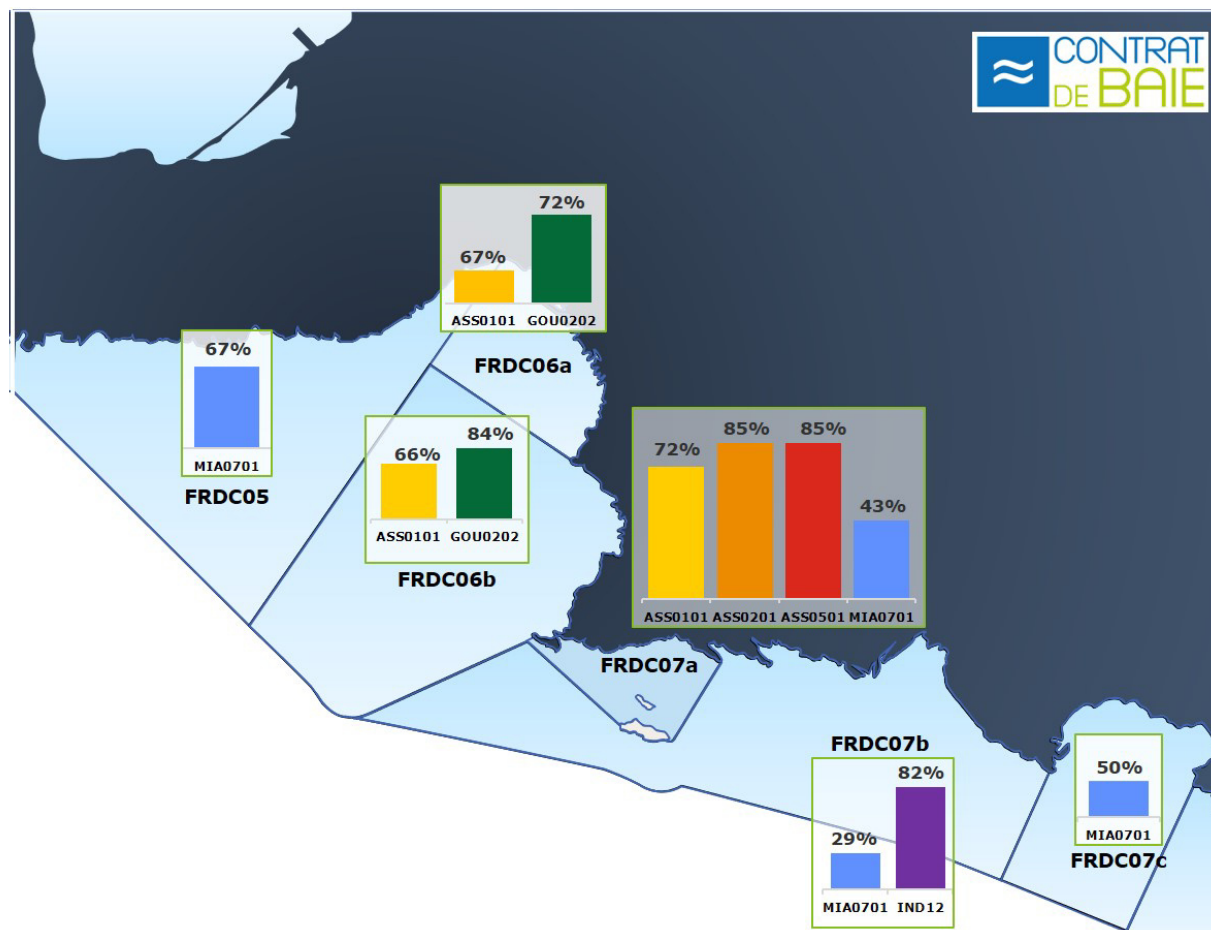 CONTRAT
DE BAIE
72%
67%
ASS0101 GOU0202
FRDC06a
67%
MIA0701
FRDC05
66% 84%
ASS0101 GOU0202
FRDC06b
72% 85% 85% 43%
ASS0101 ASS0201 ASS0501 MIA0701
FRDC07a
FRDC07b
82%
29%
MIA0701 IND12
50%
MIA0701
FRDC07c